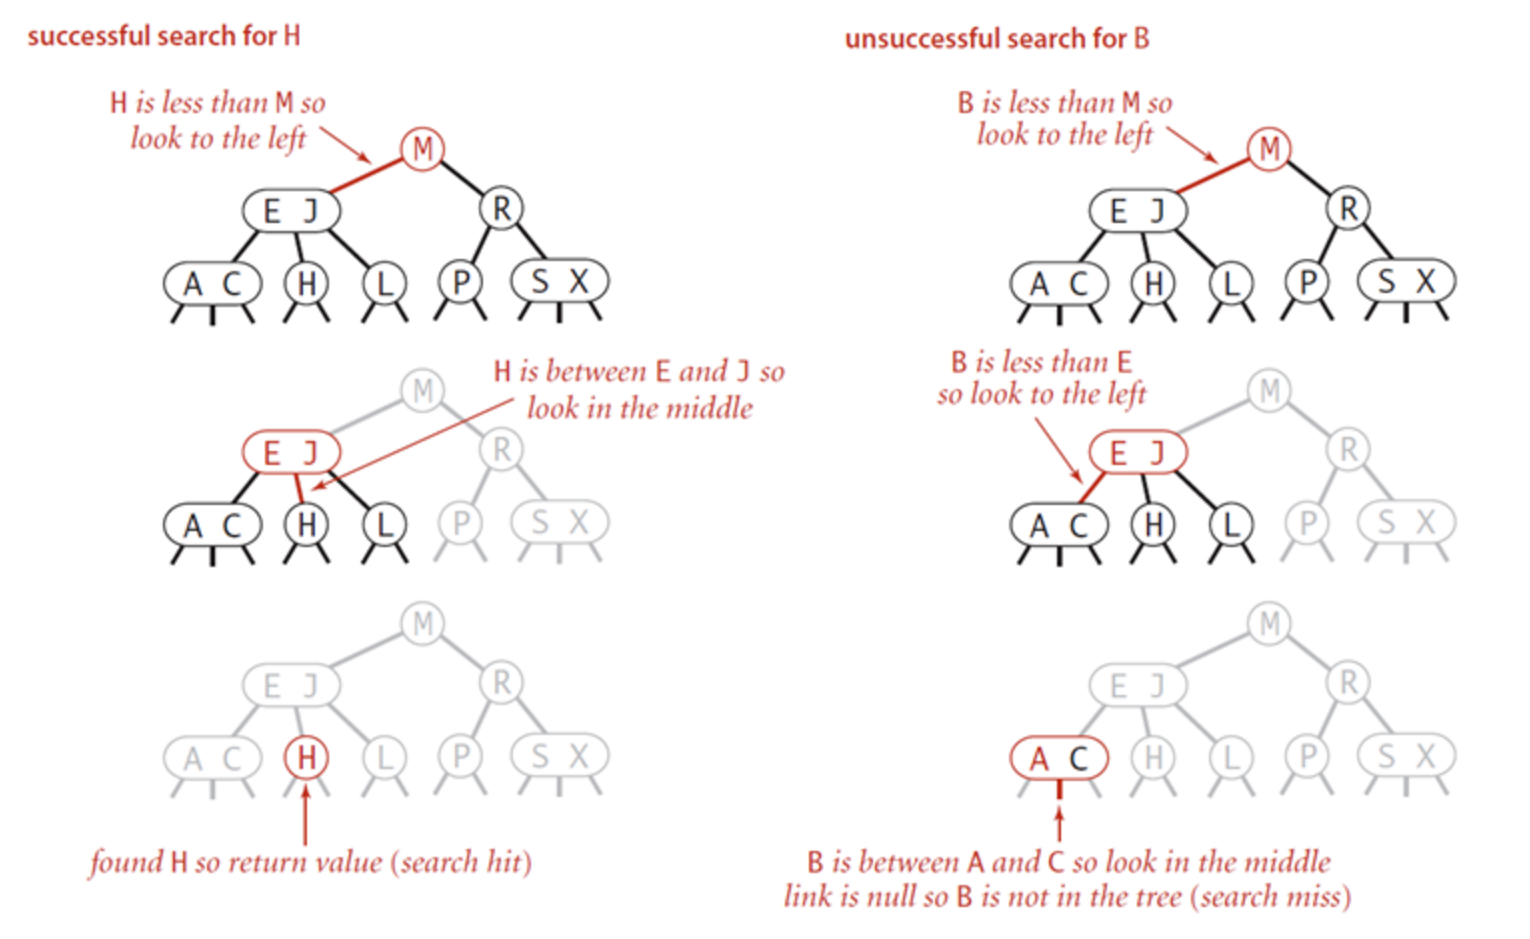 successful search for H
H is less than M so
look to the left
M
E J
R
A C
H
L
P
S X
H is between E and J so
look in the middle
M
E J
R
A C
H
L
P
S X
M
E J
R
A C
H
L
P
S X
found H so return value (search hit)
unsuccessful search for B
B is less than M so
look to the left
M
E J
R
A C
H
L
P
S X
B is less than E
so look to the left
M
E J
R
A C
H
L
P
S X
M
E J
R
A C
H
L
P
S X
B is between A and C so look in the middle
link is null so B is not in the tree (search miss)